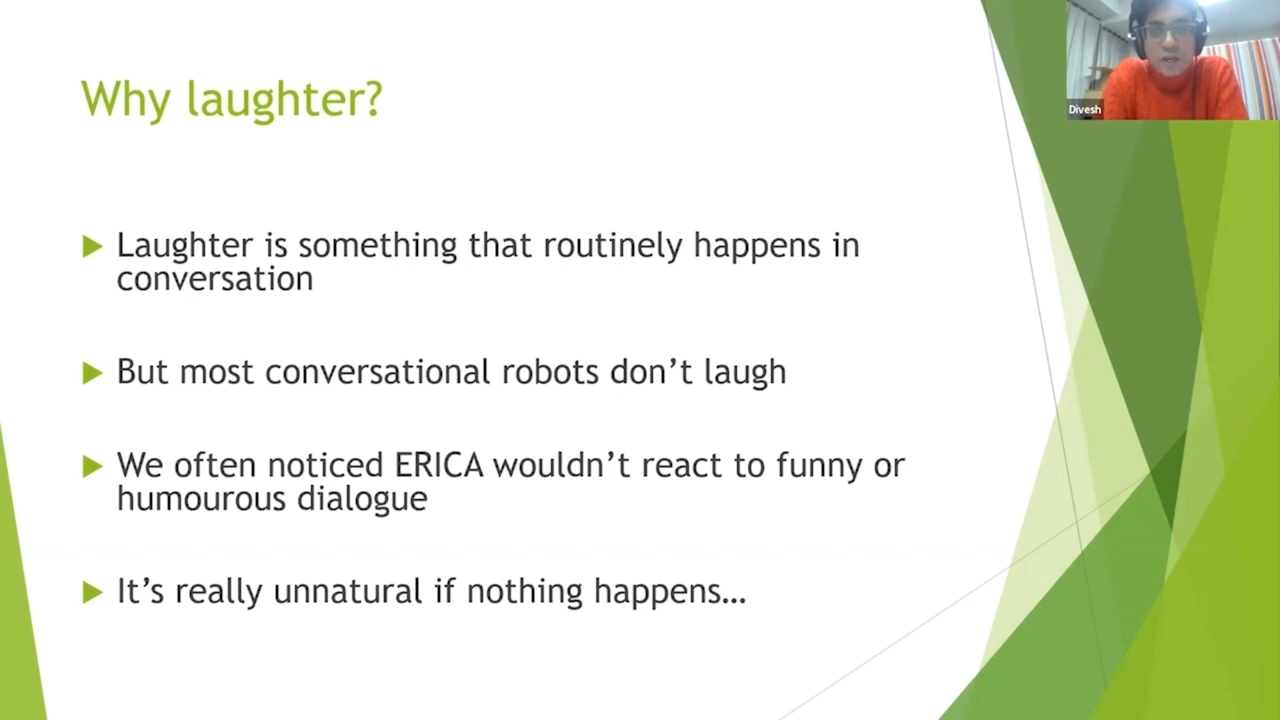 Why laughter?
Divesh
Laughter is something that routinely happens in
conversation
But most conversational robots don’t laugh
We often noticed ERICA wouldn’t react to funny or
humourous dialogue
It’s really unnatural if nothing happens…